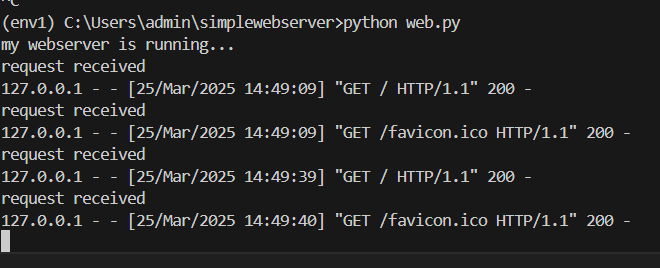 ^C
(env1) C:\Users\admin\simplewebserver>python web.py
my webserver is running...
request received
127.0.0.1 - - [25/Mar/2025 14:49:09] "GET / HTTP/1.1" 200 -
request received
127.0.0.1 - - [25/Mar/2025 14:49:09] "GET /favicon.ico HTTP/1.1" 200 -
request received
127.0.0.1 - - [25/Mar/2025 14:49:39] "GET / HTTP/1.1" 200 -
request received
127.0.0.1 - - [25/Mar/2025 14:49:40] "GET /favicon.ico HTTP/1.1" 200 -